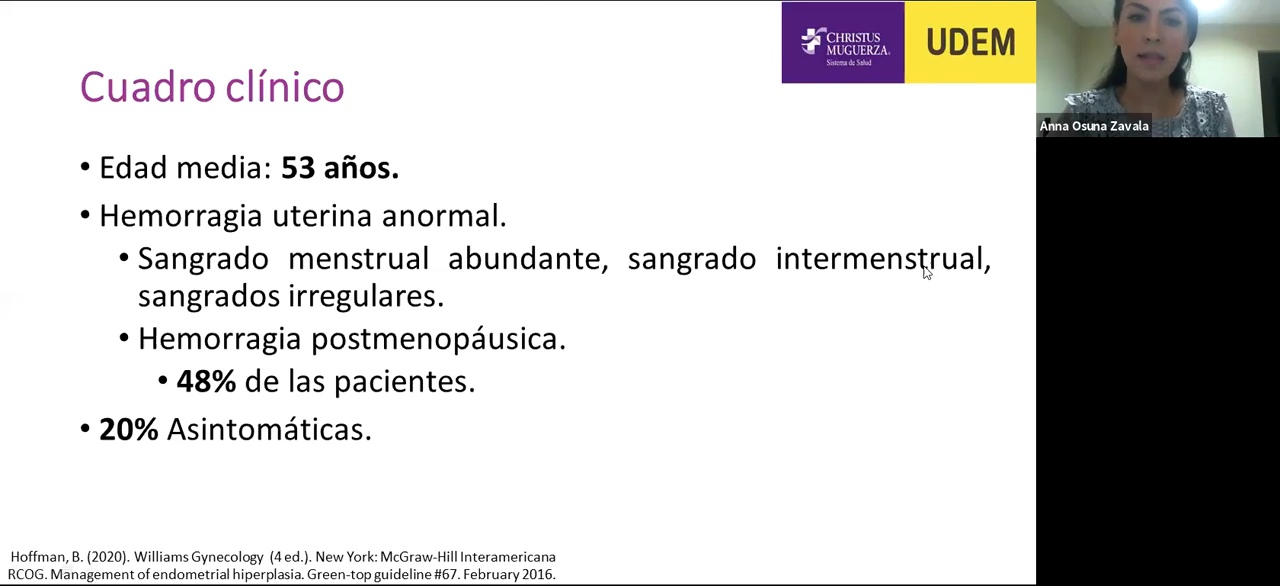 CHRISTUS
MUGUERZA®
Sistema de Salud
UDEM
Anna Osuna Zavala
Cuadro clínico
• Edad media: 53 años.
• Hemorragia uterina anormal.
• Sangrado menstrual abundante, sangrado intermenstrual,
sangrados irregulares.
• Hemorragia postmenopáusica.
• 48% de las pacientes.
• 20% Asintomáticas.
Hoffman, B. (2020). Williams Gynecology (4 ed.). New York: McGraw-Hill Interamericana
RCOG. Management of endometrial hiperplasia. Green-top guideline #67. February 2016.